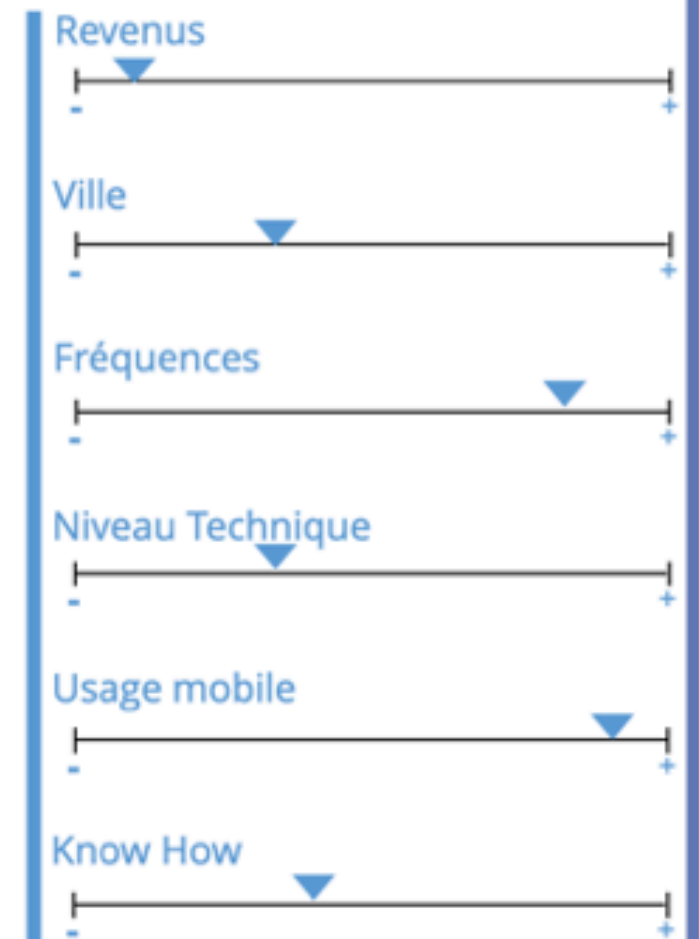 Revenus
- +
Ville
- +
Fréquences
- +
Niveau Technique
- +
Usage mobile
- +
Know How
- +